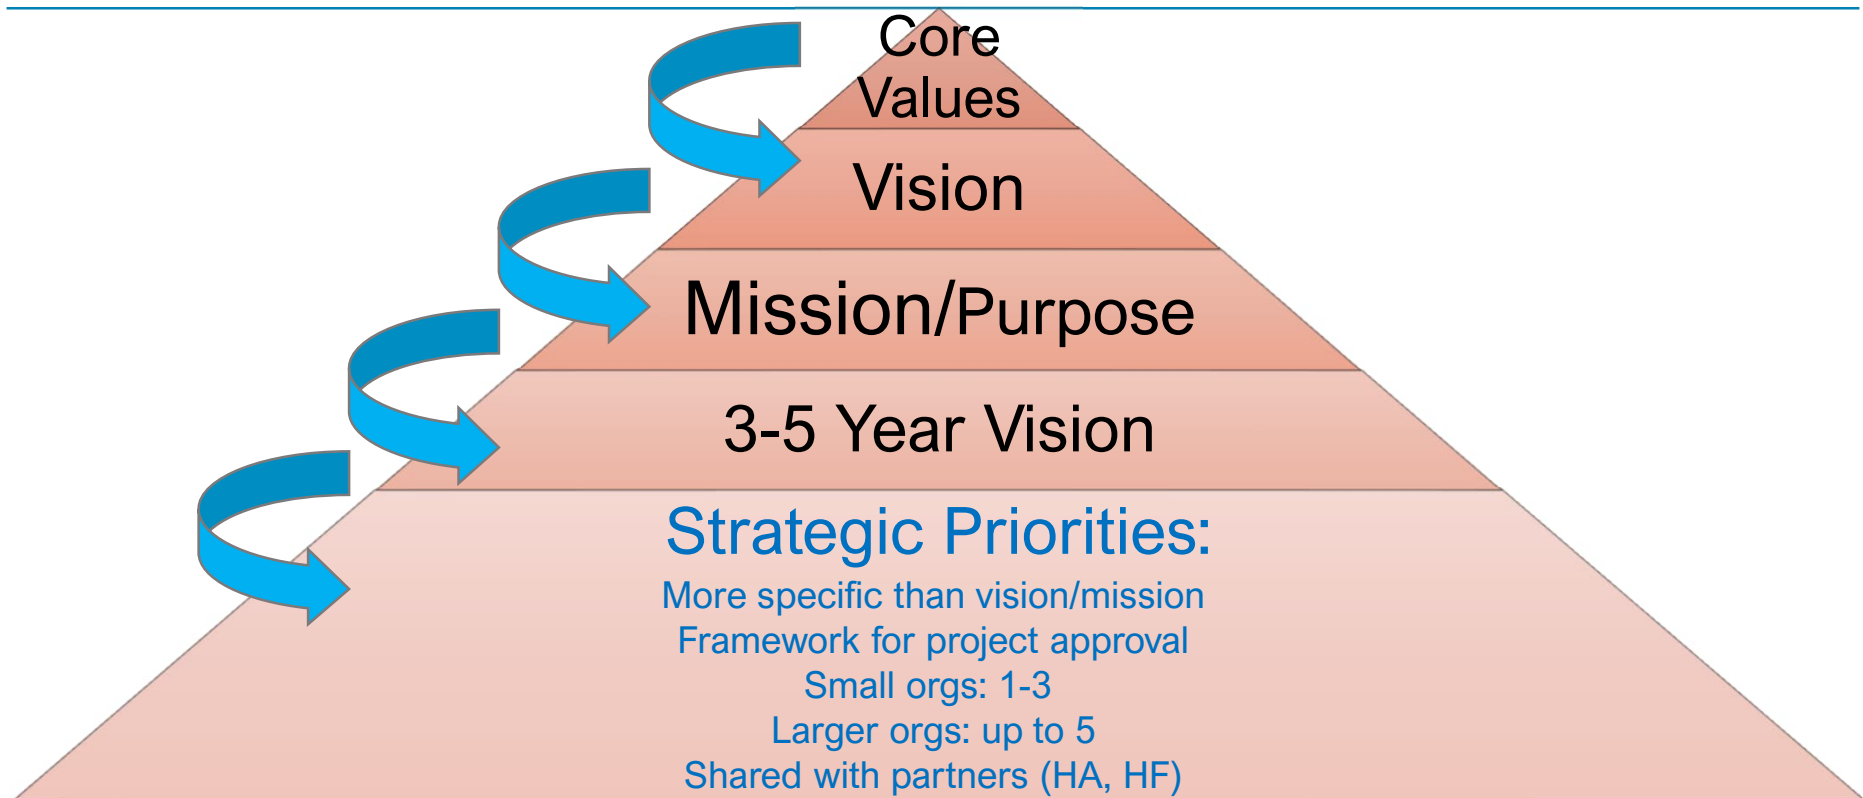 Core
Values
Vision
Mission/Purpose
3-5 Year Vision
Strategic Priorities:
More specific than vision/mission
Framework for project approval
Small orgs: 1-3
Larger orgs: up to 5
Shared with partners (HA, HF)